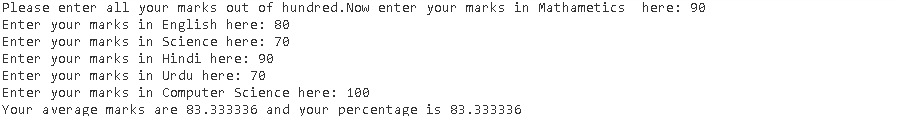 Please enter all your marks out of hundred.Now enter your marks in Mathametics  here: 90
Enter your marks in English here: 80
Enter your marks in Science here: 70
Enter your marks in Hindi here: 90
Enter your marks in Urdu here: 70
Enter your marks in Computer Science here: 100
Your average marks are 83.333336 and your percentage is 83.333336